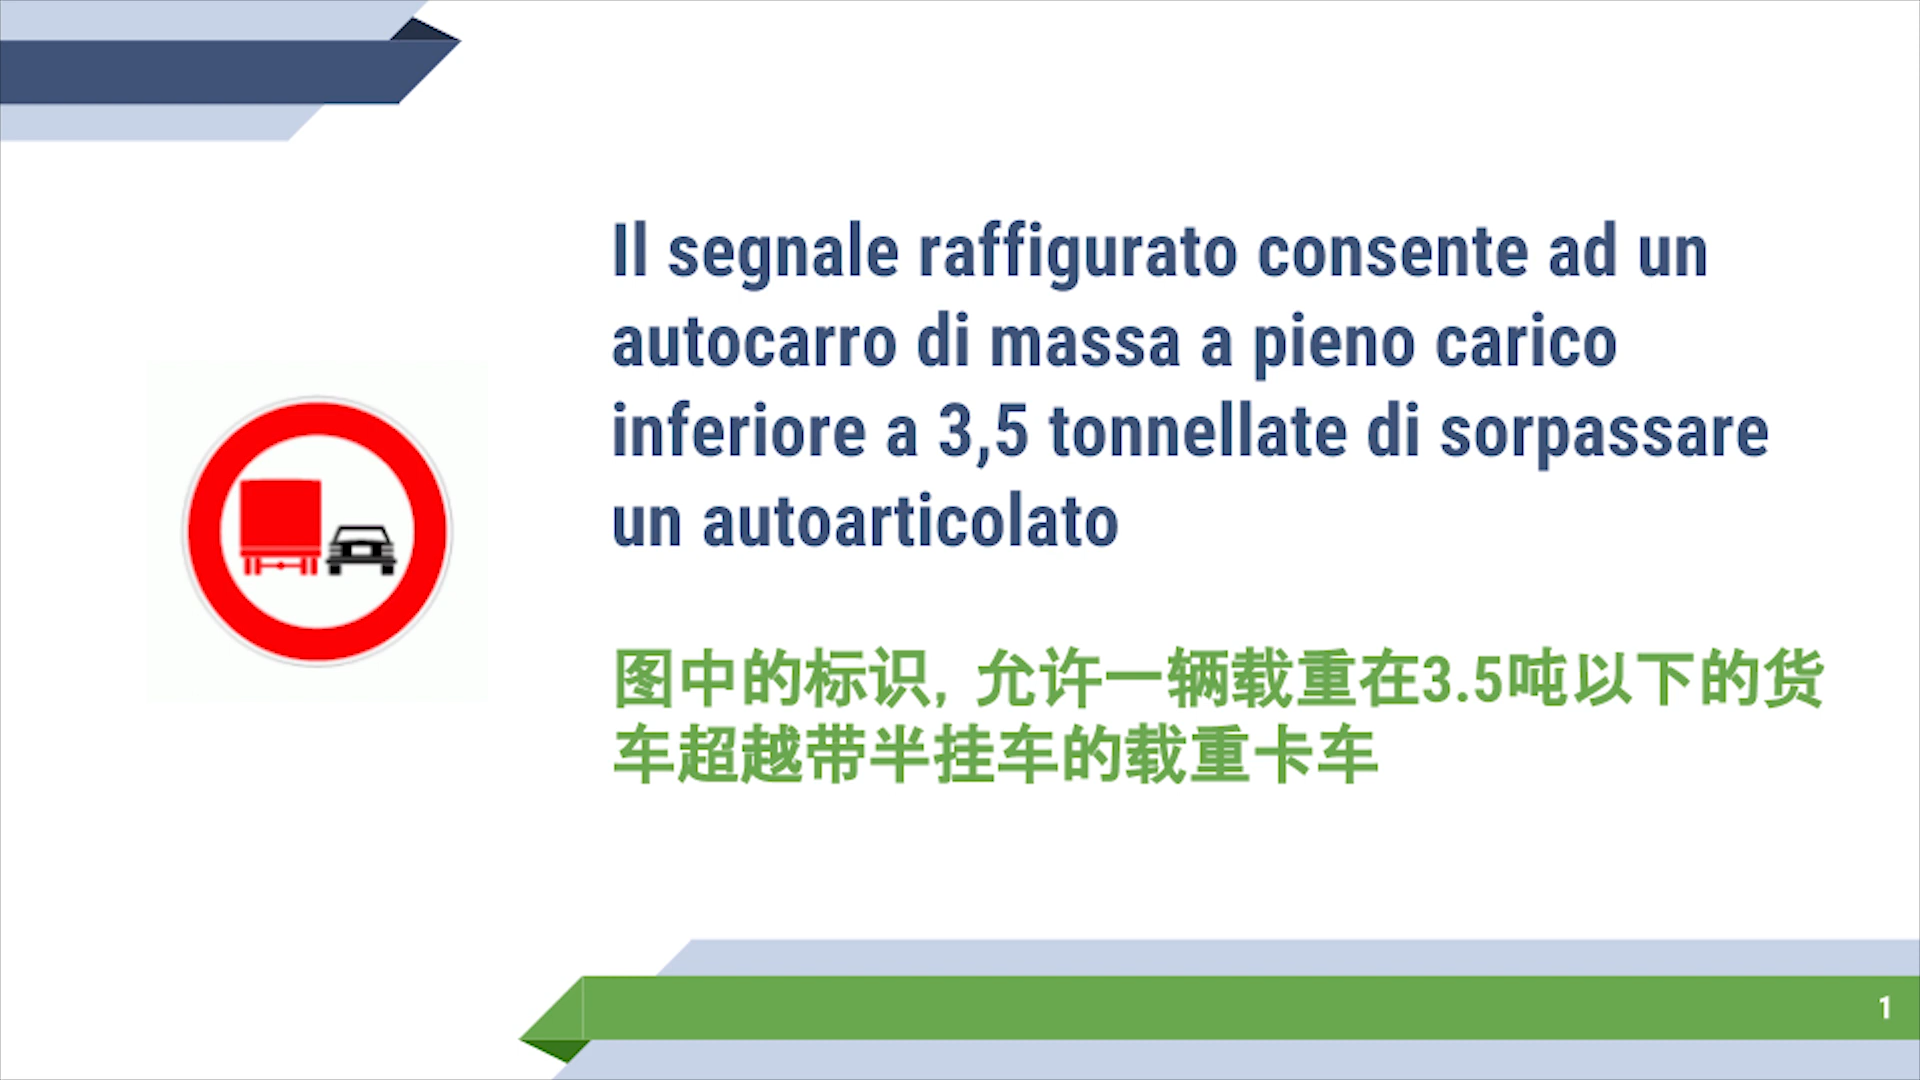 Il segnale raffigurato consente ad un
autocarro di massa a pieno carico
inferiore a 3,5 tonnellate di sorpassare
un autoarticolato
图中的标识, 允许一辆载重在3.5吨以下的货
车超越带半挂车的载重卡车
1